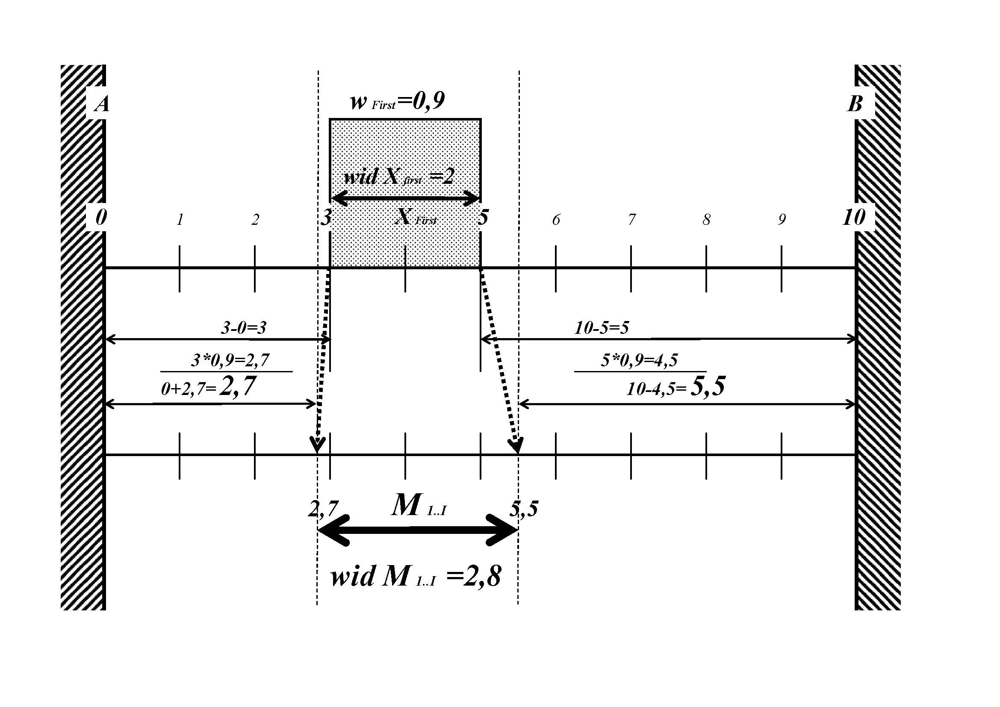 A
B
w First=0,9
wid X first =2
0 1 2 3 X First 5 6 7 8 9 10
3-0=3
10-5=5
3*0,9=2,7
5*0,9=4,5
0+2,7= 2,7
10-4,5= 5,5
2,7 M 1..I 5,5
wid M 1..I =2,8